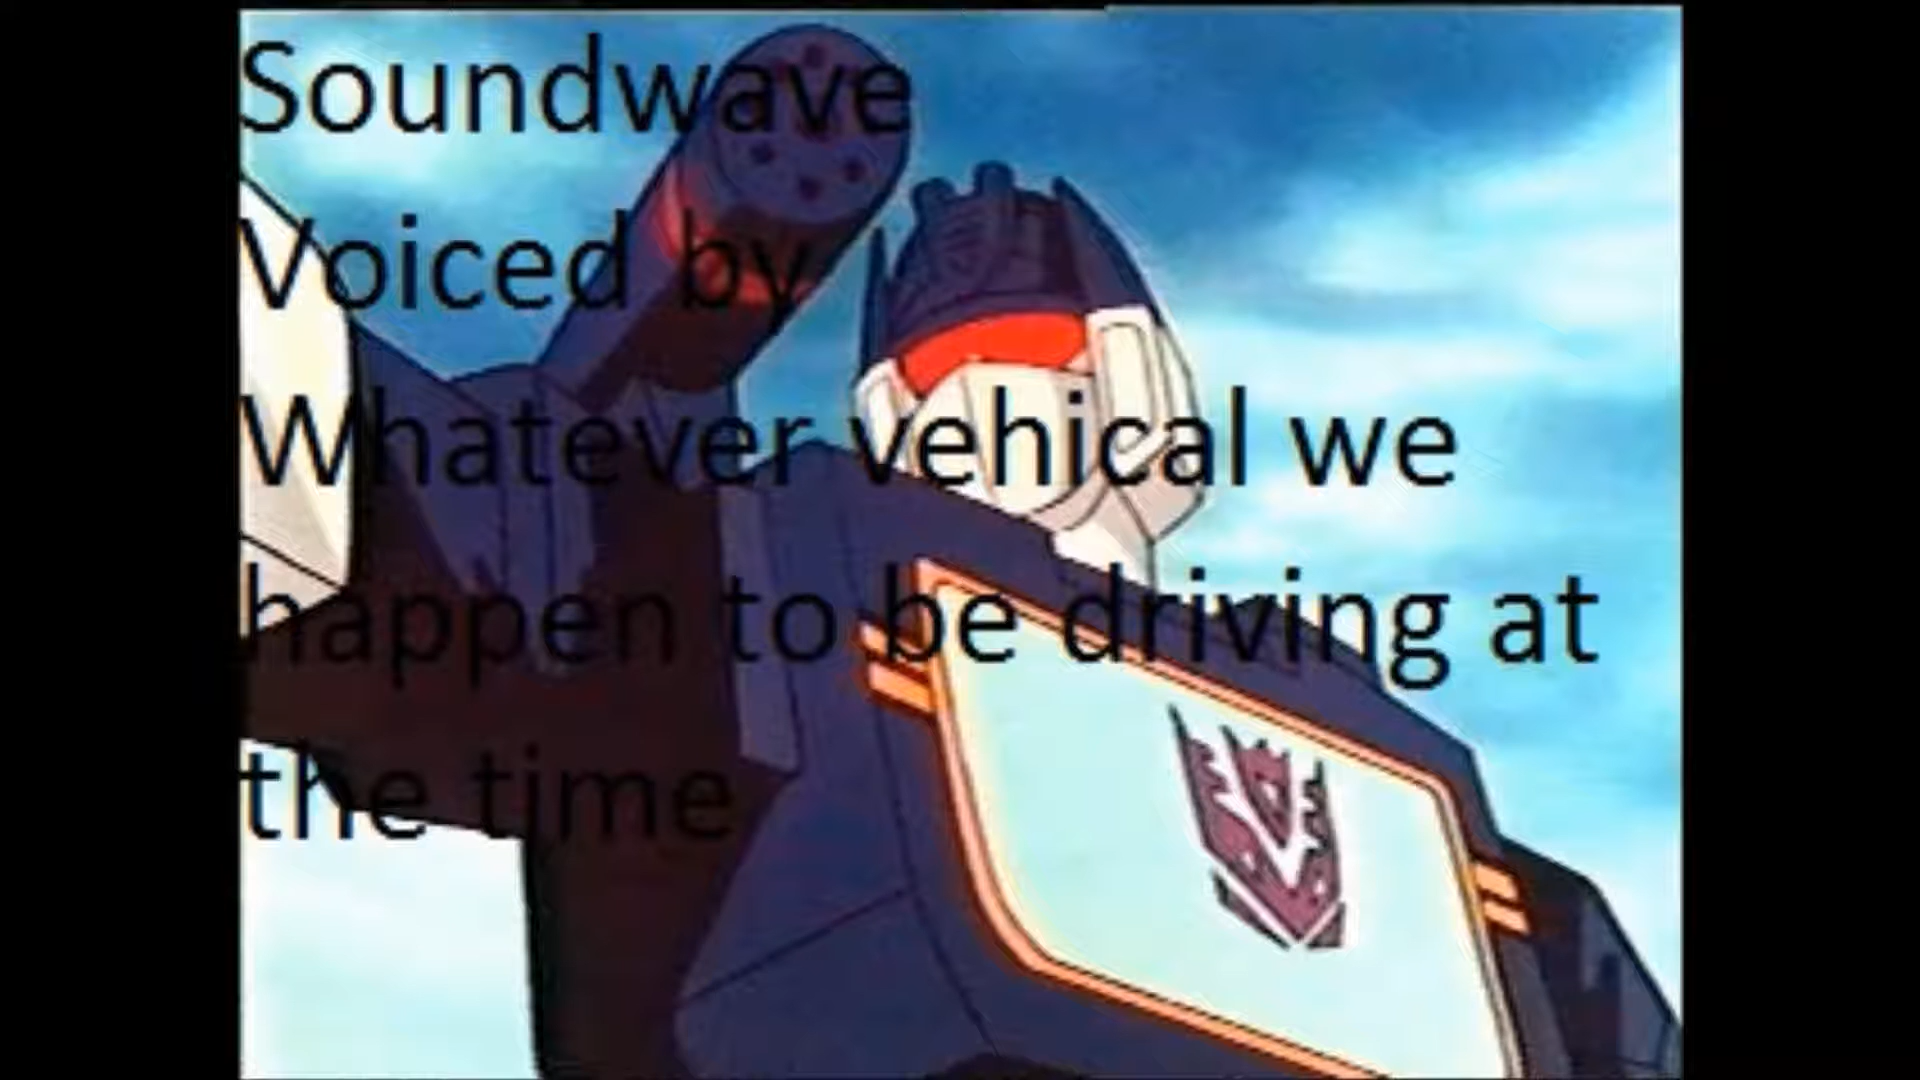 Soundwave
Voiced by
Whatever vehical we
happen to be driving at
the time